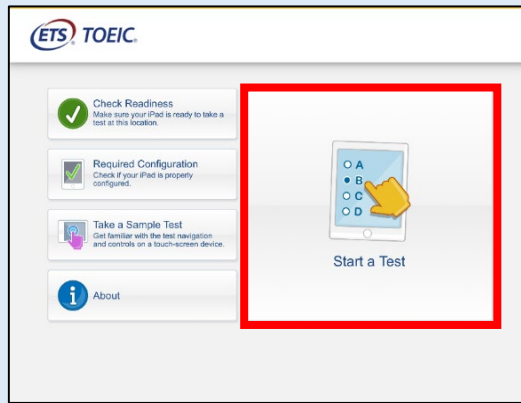 ETS TOEIC.
Check Readiness
Make sure your iPad is ready to take a
test at this location.
Required Configuration
Check if your iPad is properly
configured.
Take a Sample Test
Get familiar with the test navigation
and controls on a touch-screen device.
About
A
B
C
D
Start a Test